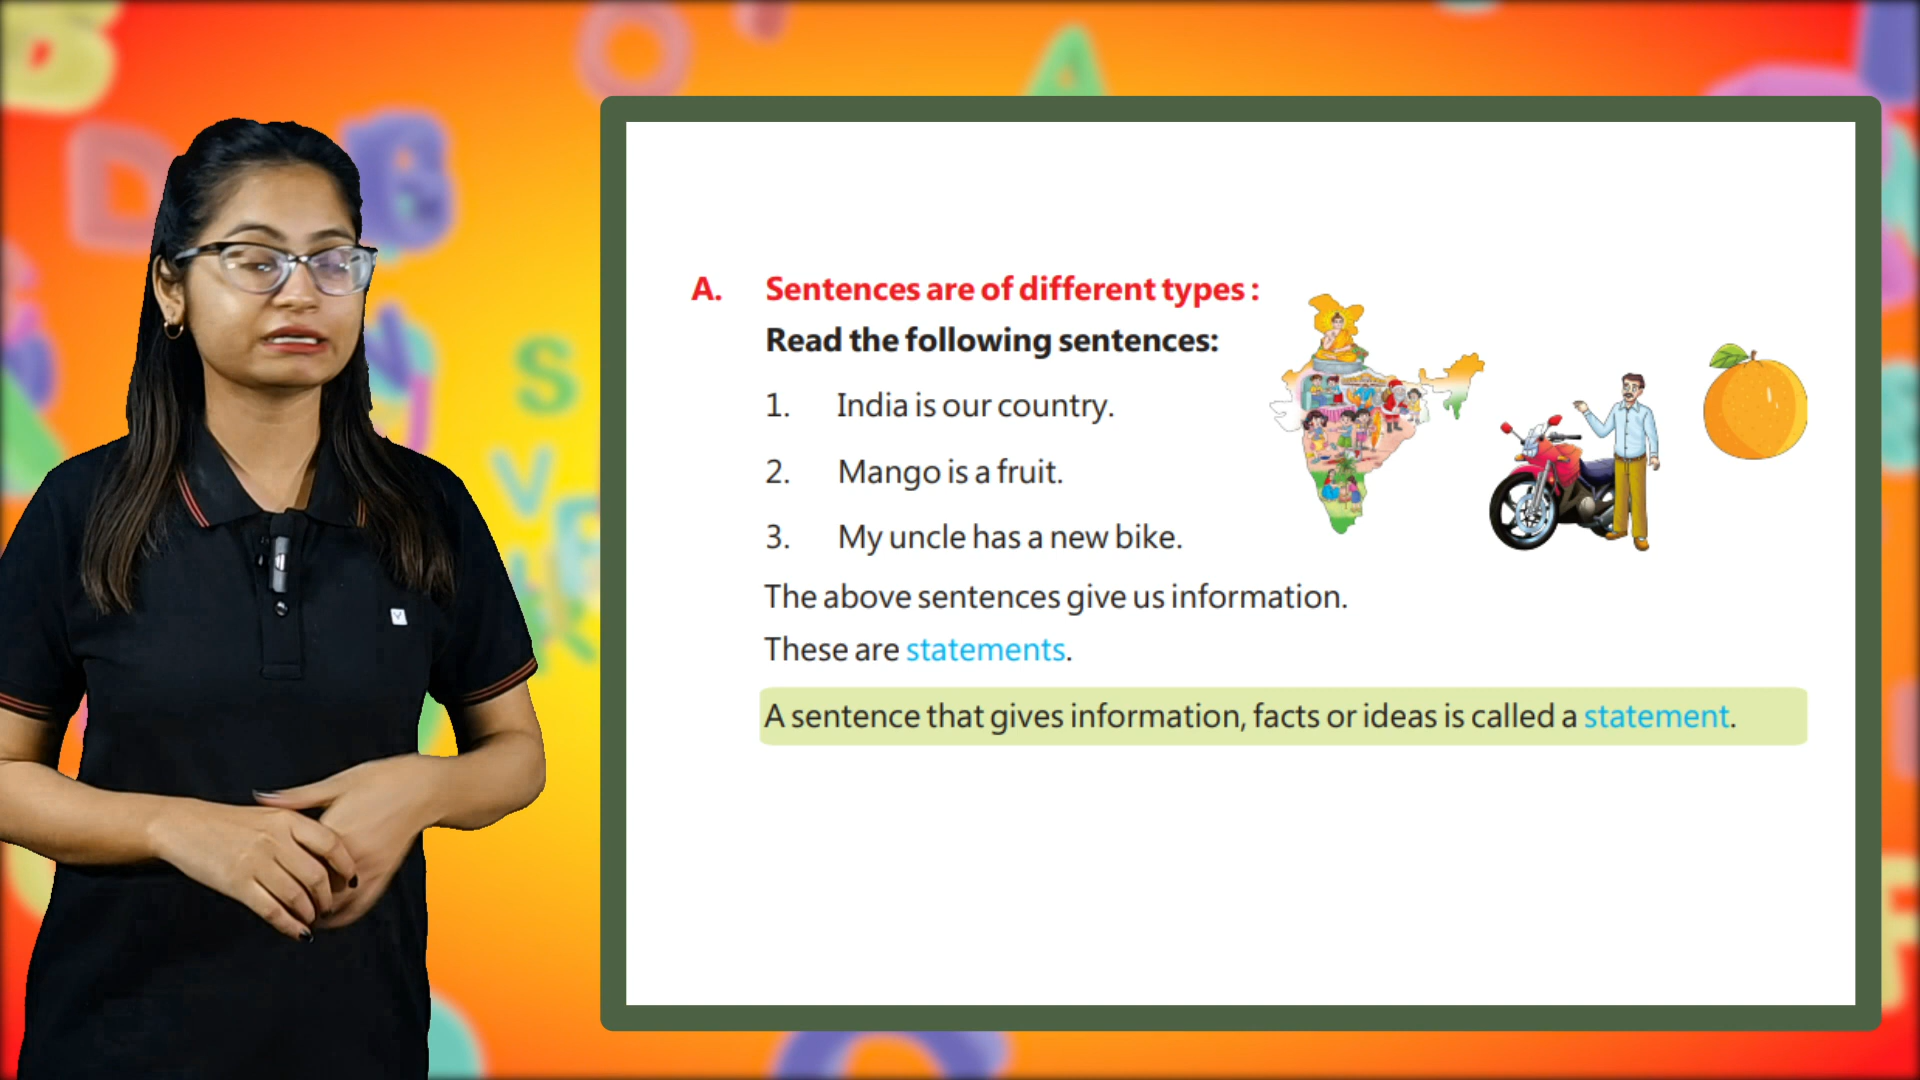 A. Sentences are of different types :
Read the following sentences:
1. India is our country.
2. Mango is a fruit.
3. My uncle has a new bike.
The above sentences give us information.
These are statements.
A sentence that gives information, facts or ideas is called a statement.